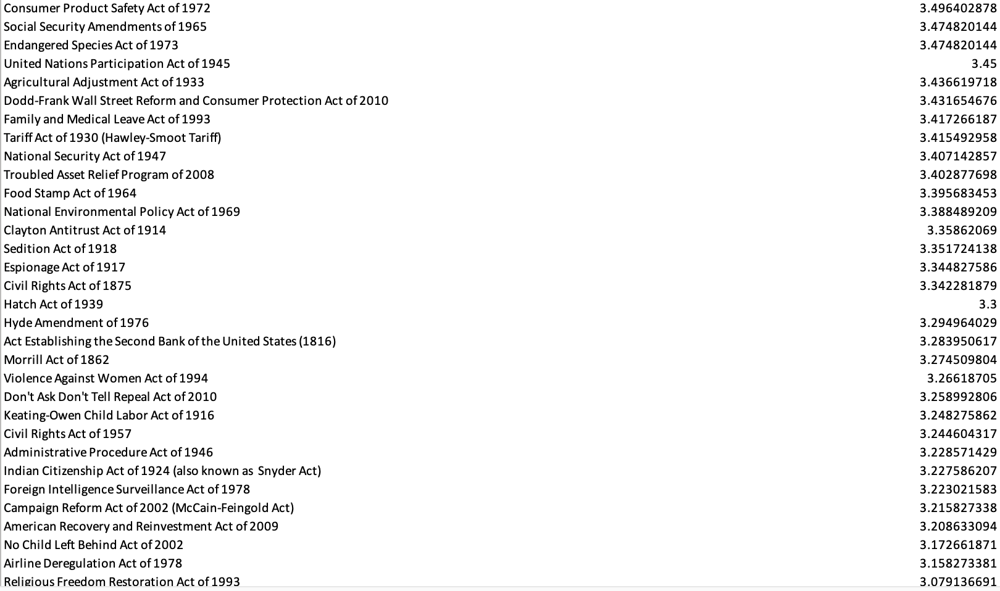 Consumer Product Safety Act of 1972 3.496402878
Social Security Amendments of 1965 3.474820144
Endangered Species Act of 1973 3.474820144
United Nations Participation Act of 1945 3.45
Agricultural Adjustment Act of 1933 3.436619718
Dodd-Frank Wall Street Reform and Consumer Protection Act of 2010 3.431654676
Family and Medical Leave Act of 1993 3.417266187
Tariff Act of 1930 (Hawley-Smoot Tariff) 3.415492958
National Security Act of 1947 3.407142857
Troubled Asset Relief Program of 2008 3.402877698
Food Stamp Act of 1964 3.395683453
National Environmental Policy Act of 1969 3.388489209
Clayton Antitrust Act of 1914 3.35862069
Sedition Act of 1918 3.351724138
Espionage Act of 1917 3.344827586
Civil Rights Act of 1875 3.342281879
Hatch Act of 1939 3.3
Hyde Amendment of 1976 3.294964029
Act Establishing the Second Bank of the United States (1816) 3.283950617
Morrill Act of 1862 3.274509804
Violence Against Women Act of 1994 3.26618705
Don't Ask Don't Tell Repeal Act of 2010 3.258992806
Keating-Owen Child Labor Act of 1916 3.248275862
Civil Rights Act of 1957 3.244604317
Administrative Procedure Act of 1946 3.228571429
Indian Citizenship Act of 1924 (also known as  Snyder Act) 3.227586207
Foreign Intelligence Surveillance Act of 1978 3.223021583
Campaign Reform Act of 2002 (McCain-Feingold Act) 3.215827338
American Recovery and Reinvestment Act of 2009 3.208633094
No Child Left Behind Act of 2002 3.172661871
Airline Deregulation Act of 1978 3.158273381
Religious Freedom Restoration Act of 1993 3.079136691